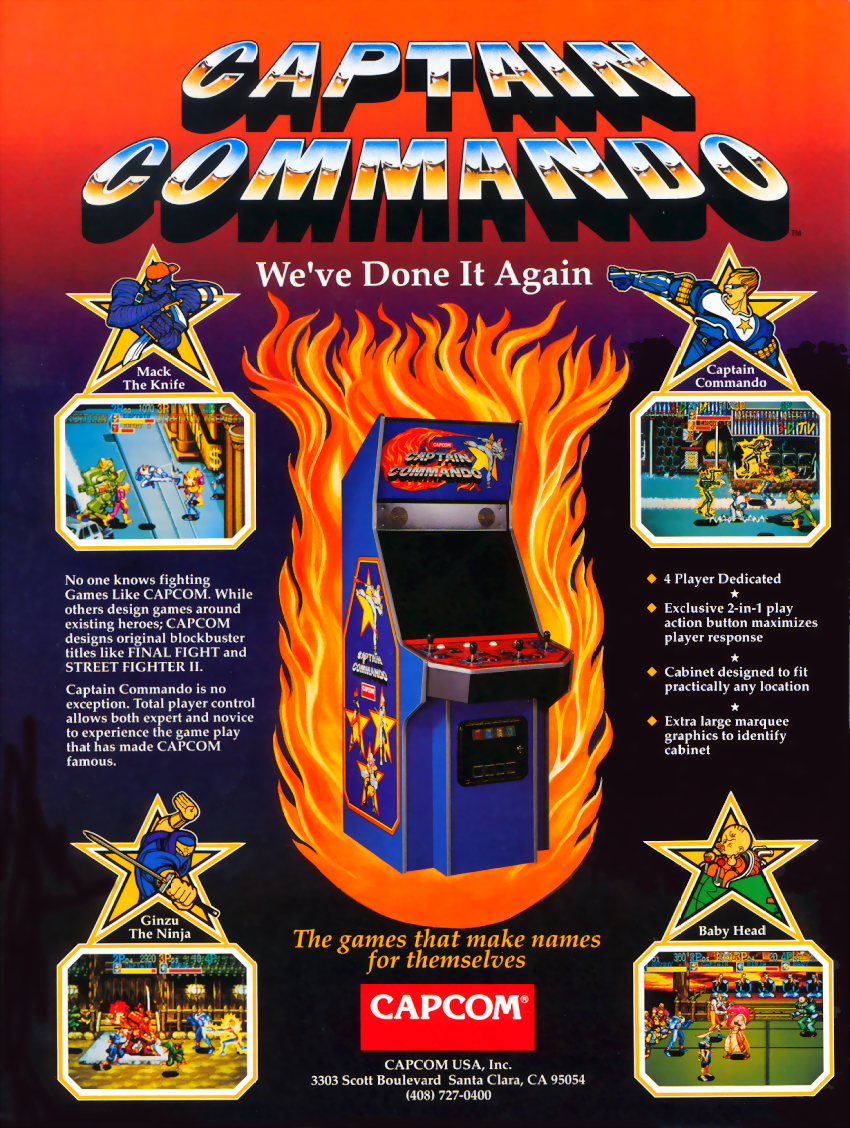 CAPTAIN
COMMANDO
TM
We've Done It Again
Mack
The Knife
Captain
Commando
CAPCOM
CAPTAIN
COMMANDO
No one knows fighting
Games Like CAPCOM. While
others design games around
existing heroes; CAPCOM
designs original blockbuster
titles like FINAL FIGHT and
STREET FIGHTER II.
Captain Commando is no
exception. Total player control
allows both expert and novice
to experience the game play
that has made CAPCOM
famous.
4 Player Dedicated
Exclusive 2-in-1 play
action button maximizes
player response
Cabinet designed to fit
practically any location
Extra large marquee
graphics to identify
cabinet
CAPTAIN
COMMANDO
CAPCOM
Ginzu
The Ninja
Baby Head
The games that make names
for themselves
CAPCOM®
CAPCOM USA, Inc.
3303 Scott Boulevard Santa Clara, CA 95054
(408) 727-0400